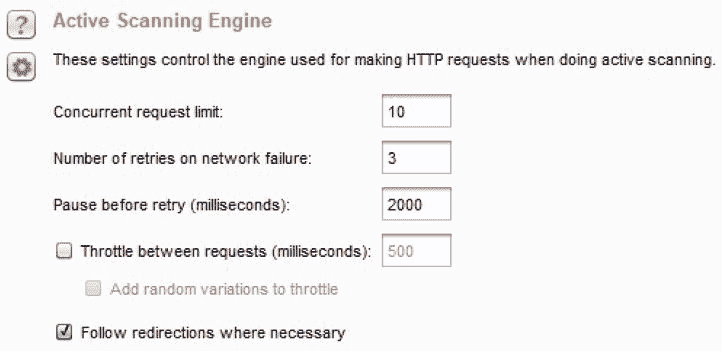 ? Active Scanning Engine
These settings control the engine used for making HTTP requests when doing active scanning.
Concurrent request limit: 10
Number of retries on network failure: 3
Pause before retry (milliseconds): 2000
Throttle between requests (milliseconds): 500
Add random variations to throttle
Follow redirections where necessary